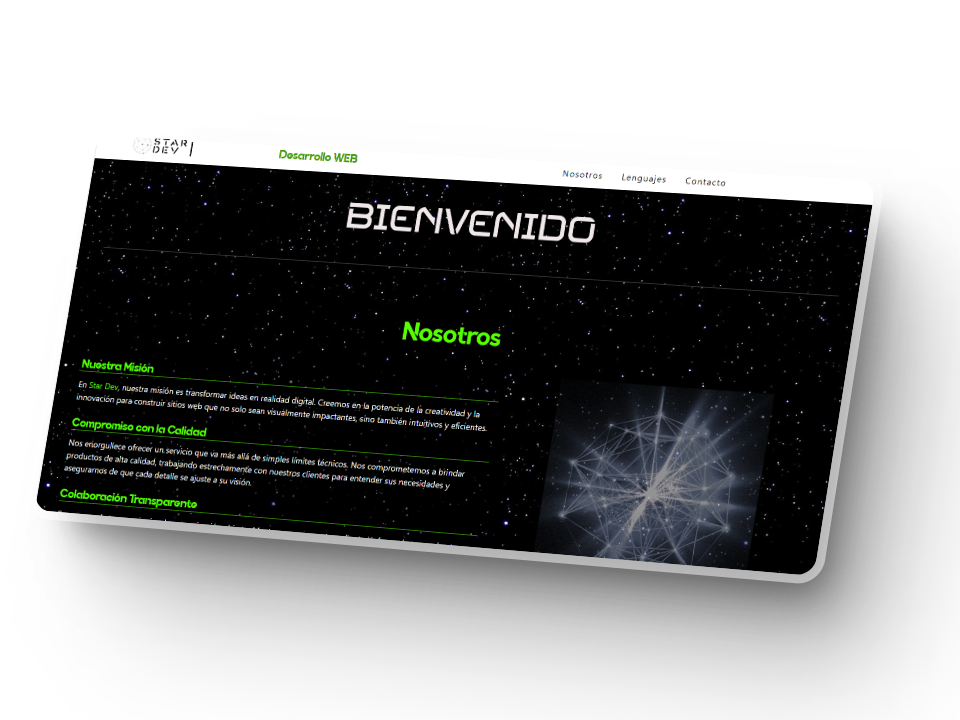 STAR
DEV
Desarrollo WEB
Nosotros Lenguajes Contacto
BIENVENIDO
Nosotros
Nuestra Misión
En Star Dev, nuestra misión es transformar ideas en realidad digital. Creemos en la potencia de la creatividad y la
innovación para construir sitios web que no solo sean visualmente impactantes, sino también intuitivos y eficientes.
Compromiso con la Calidad
Nos enorgullece ofrecer un servicio que va más allá de simples límites técnicos. Nos comprometemos a brindar
productos de alta calidad, trabajando estrechamente con nuestros clientes para entender sus necesidades y
asegurarnos de que cada detalle se ajuste a su visión.
Colaboración Transparente